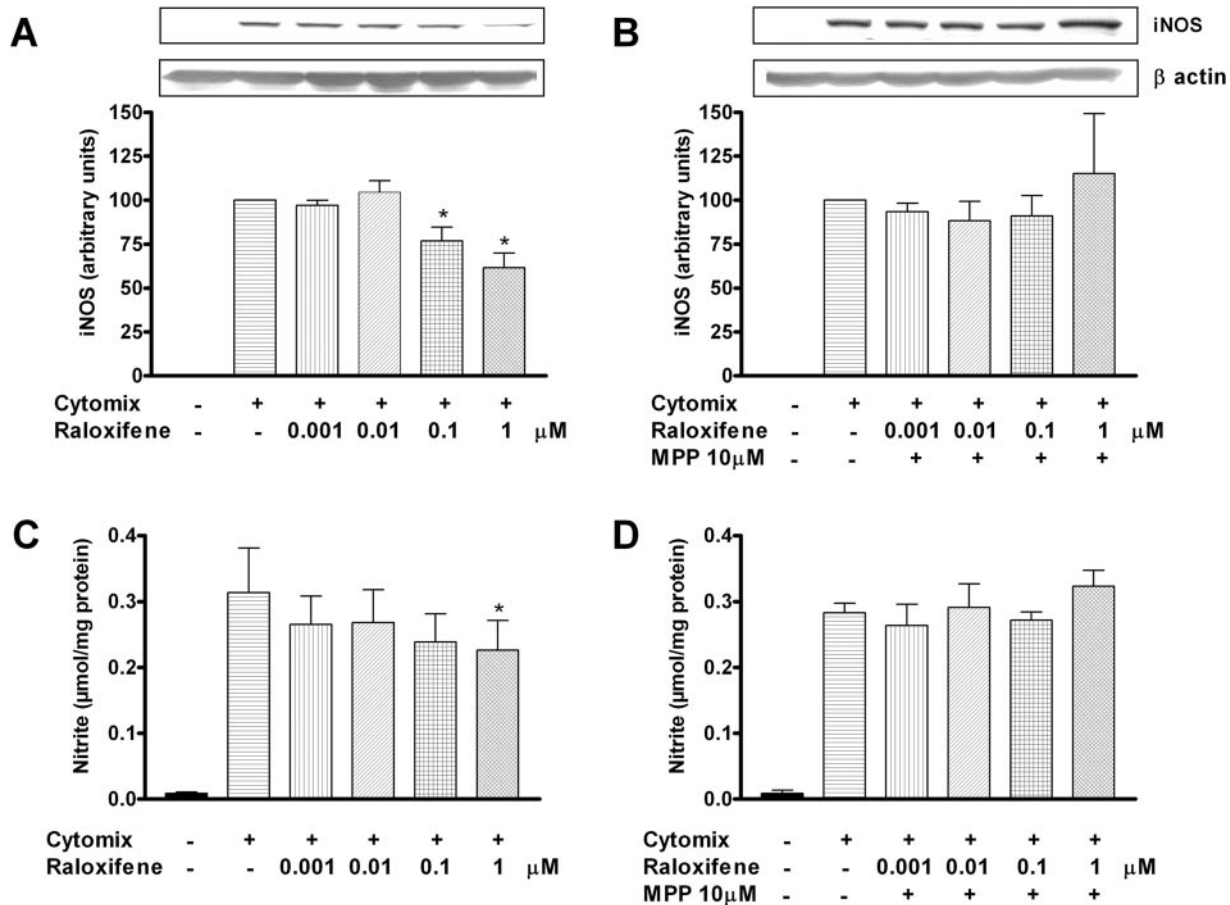 A
B
iNOS
β actin
iNOS (arbitrary units)
150
125
100
75
50
25
0
* *
Cytomix - + + + + +
Raloxifene - - 0.001 0.01 0.1 1 μM
iNOS (arbitrary units)
150
125
100
75
50
25
0
Cytomix - + + + + +
Raloxifene - - 0.001 0.01 0.1 1 μM
MPP 10μM - - + + + +
C
Nitrite (μmol/mg protein)
0.4
0.3
0.2
0.1
0.0
*
Cytomix - + + + + +
Raloxifene - - 0.001 0.01 0.1 1 μM
D
Nitrite (μmol/mg protein)
0.4
0.3
0.2
0.1
0.0
Cytomix - + + + + +
Raloxifene - - 0.001 0.01 0.1 1 μM
MPP 10μM - - + + + +